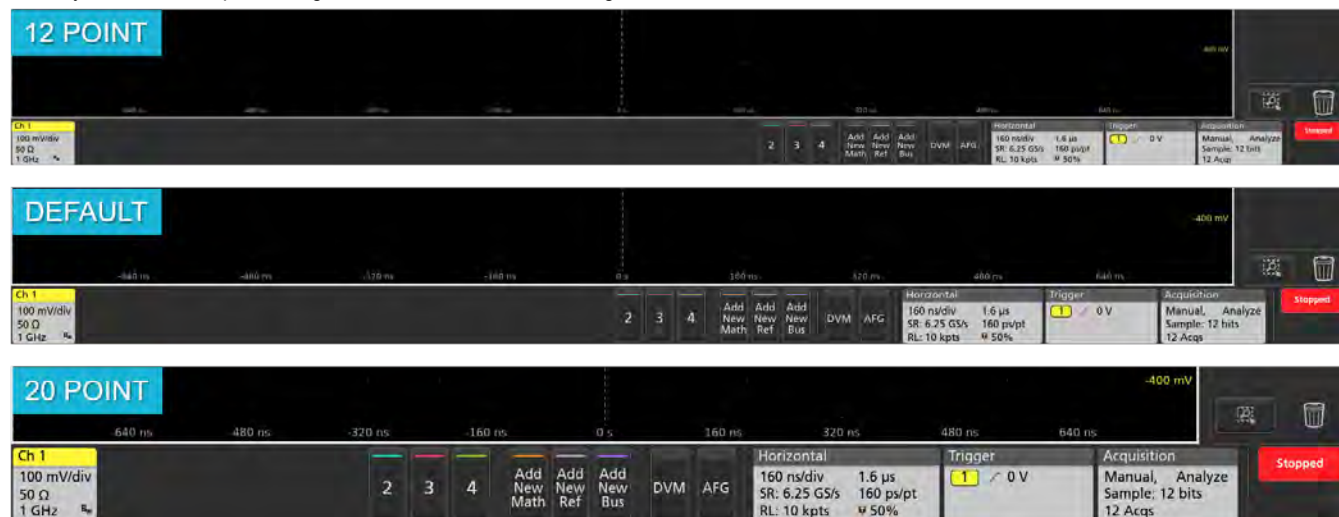 12 POINT
Ch 1
100 mV/div
50 Ω
1 GHz
2 3 4
Add New Math
Add New Ref
Add New Bus
DVM AFG
Horizontal
160 ns/div 1.6 µs
SR: 6.25 GS/s 160 ps/pt
RL: 10 kpts 50%
Trigger
1 0 V
Acquisition
Manual, Analyze
Sample: 12 bits
12 Acqs
Stopped
DEFAULT
-400 mV
-640 ns -480 ns -320 ns -160 ns 0 s 160 ns 320 ns 480 ns 640 ns
Ch 1
100 mV/div
50 Ω
1 GHz
2 3 4
Add New Math
Add New Ref
Add New Bus
DVM AFG
Horizontal
160 ns/div 1.6 µs
SR: 6.25 GS/s 160 ps/pt
RL: 10 kpts 50%
Trigger
1 0 V
Acquisition
Manual, Analyze
Sample: 12 bits
12 Acqs
Stopped
20 POINT
-400 mV
-640 ns -480 ns -320 ns -160 ns 0 s 160 ns 320 ns 480 ns 640 ns
Ch 1
100 mV/div
50 Ω
1 GHz
2 3 4
Add New Math
Add New Ref
Add New Bus
DVM AFG
Horizontal
160 ns/div 1.6 µs
SR: 6.25 GS/s 160 ps/pt
RL: 10 kpts 50%
Trigger
1 0 V
Acquisition
Manual, Analyze
Sample: 12 bits
12 Acqs
Stopped